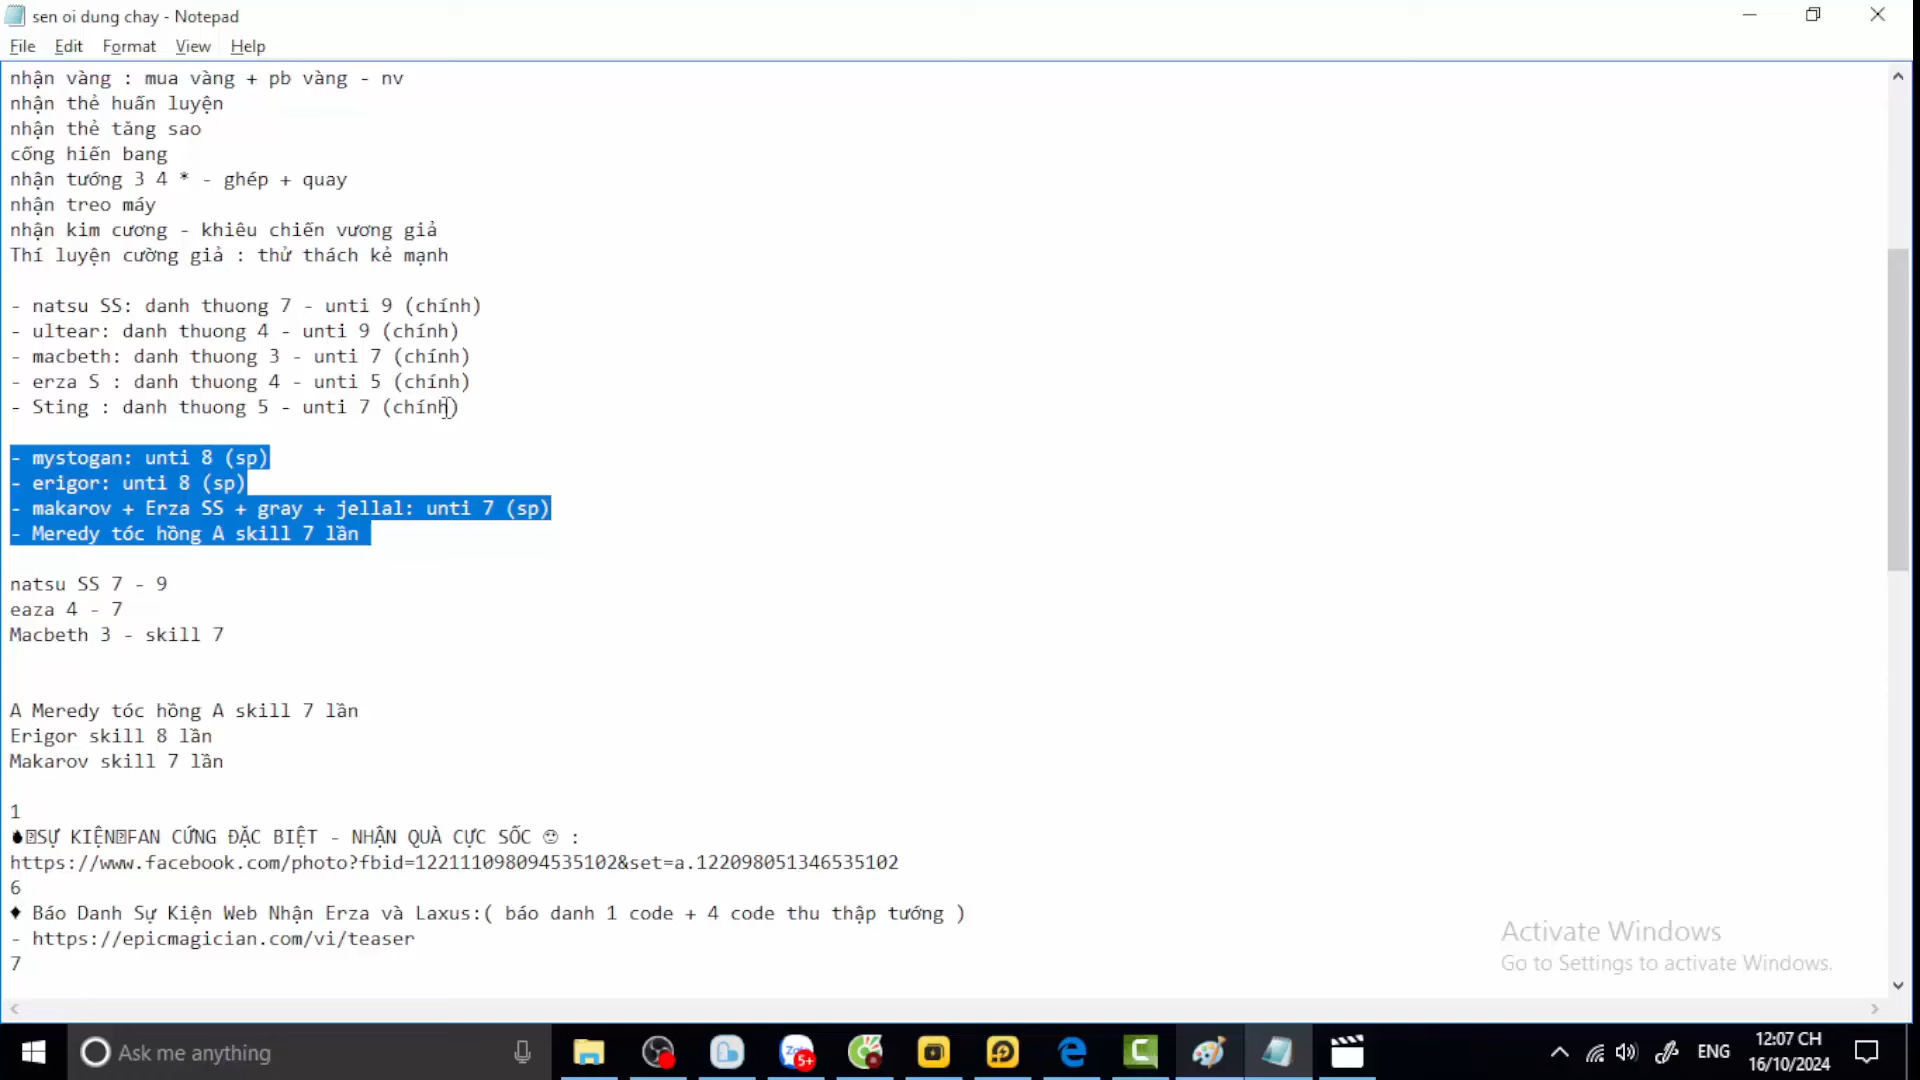 sen oi dung chay - Notepad
File Edit Format View Help
nhận vàng : mua vàng + pb vàng - nv
nhận thẻ huấn luyện
nhận thẻ tăng sao
cống hiến bang
nhận tướng 3 4 * - ghép + quay
nhận treo máy
nhận kim cương - khiêu chiến vương giả
Thí luyện cường giả : thử thách kẻ mạnh
- natsu SS: danh thuong 7 - unti 9 (chính)
- ultear: danh thuong 4 - unti 9 (chính)
- macbeth: danh thuong 3 - unti 7 (chính)
- erza S : danh thuong 4 - unti 5 (chính)
- Sting : danh thuong 5 - unti 7 (chính)
- mystogan: unti 8 (sp)
- erigor: unti 8 (sp)
- makarov + Erza SS + gray + jellal: unti 7 (sp)
- Meredy tóc hồng A skill 7 lần
natsu SS 7 - 9
eaza 4 - 7
Macbeth 3 - skill 7
A Meredy tóc hồng A skill 7 lần
Erigor skill 8 lần
Makarov skill 7 lần
1
SỰ KIỆN FAN CỨNG ĐẶC BIỆT - NHẬN QUÀ CỰC SỐC ☺ :
https://www.facebook.com/photo?fbid=122111098094535102&set=a.122098051346535102
6
♦ Báo Danh Sự Kiện Web Nhận Erza và Laxus:( báo danh 1 code + 4 code thu thập tướng )
- https://epicmagician.com/vi/teaser
7
Activate Windows
Go to Settings to activate Windows.
Ask me anything
5+
ENG
12:07 CH
16/10/2024